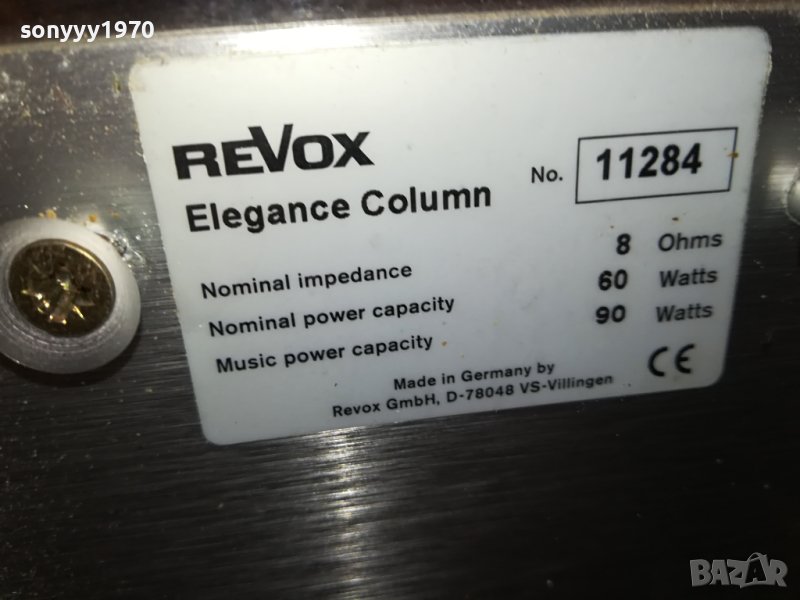 sonyyy1970
REVOX
Elegance Column
No. 11284
Nominal impedance 8 Ohms
Nominal power capacity 60 Watts
Music power capacity 90 Watts
Made in Germany by
Revox GmbH, D-78048 VS-Villingen
CE
BAZAR